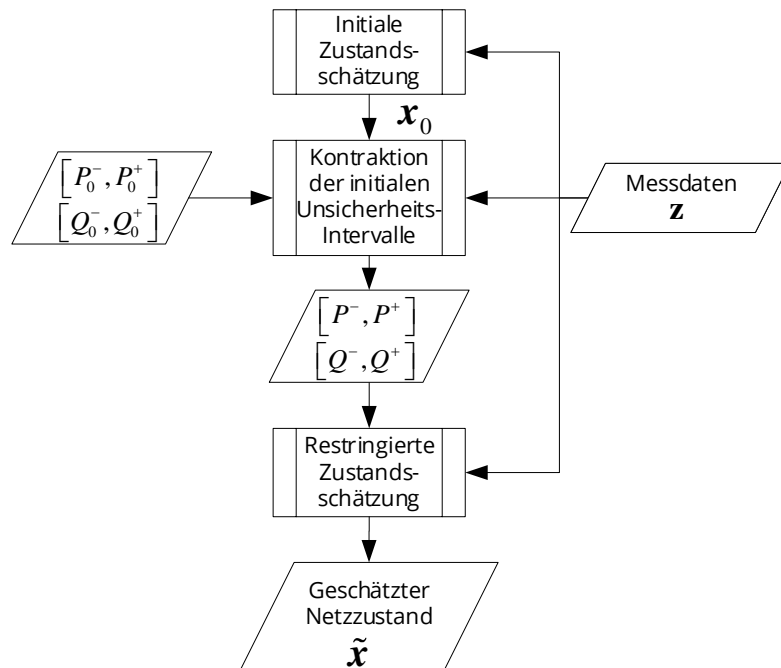 Initiale
Zustands-
schätzung
x₀
[P₀⁻, P₀⁺]
[Q₀⁻, Q₀⁺]
Kontraktion
der initialen
Unsicherheits-
Intervalle
Messdaten
z
[P⁻, P⁺]
[Q⁻, Q⁺]
Restringierte
Zustands-
schätzung
Geschätzter
Netzzustand
x̃